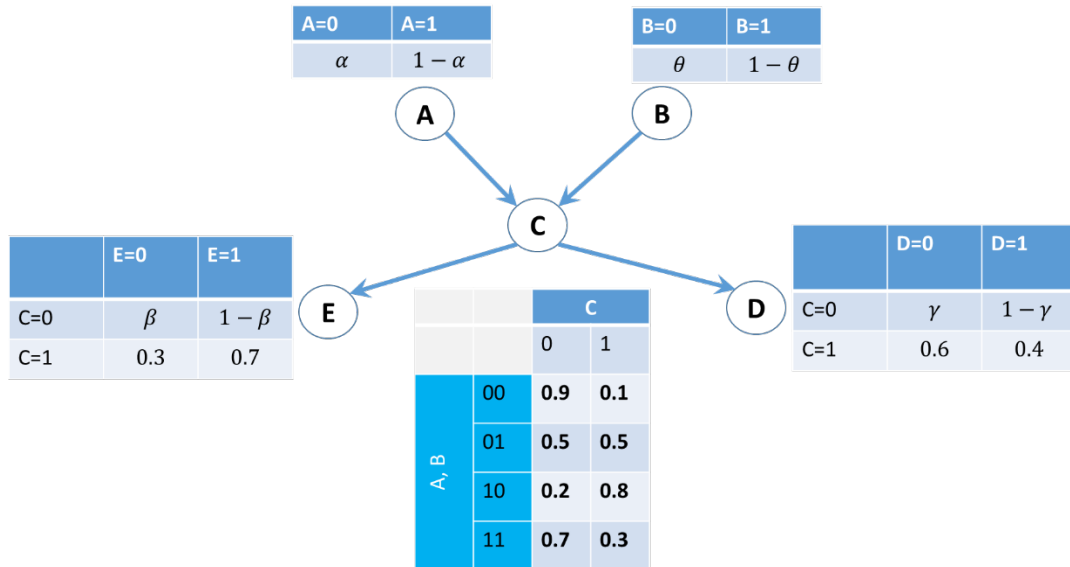 A=0 A=1
α 1 − α
B=0 B=1
θ 1 − θ
A
B
C
E=0 E=1
C=0 β 1 − β
C=1 0.3 0.7
E
D
D=0 D=1
C=0 γ 1 − γ
C=1 0.6 0.4
C
0 1
A, B
00 0.9 0.1
01 0.5 0.5
10 0.2 0.8
11 0.7 0.3